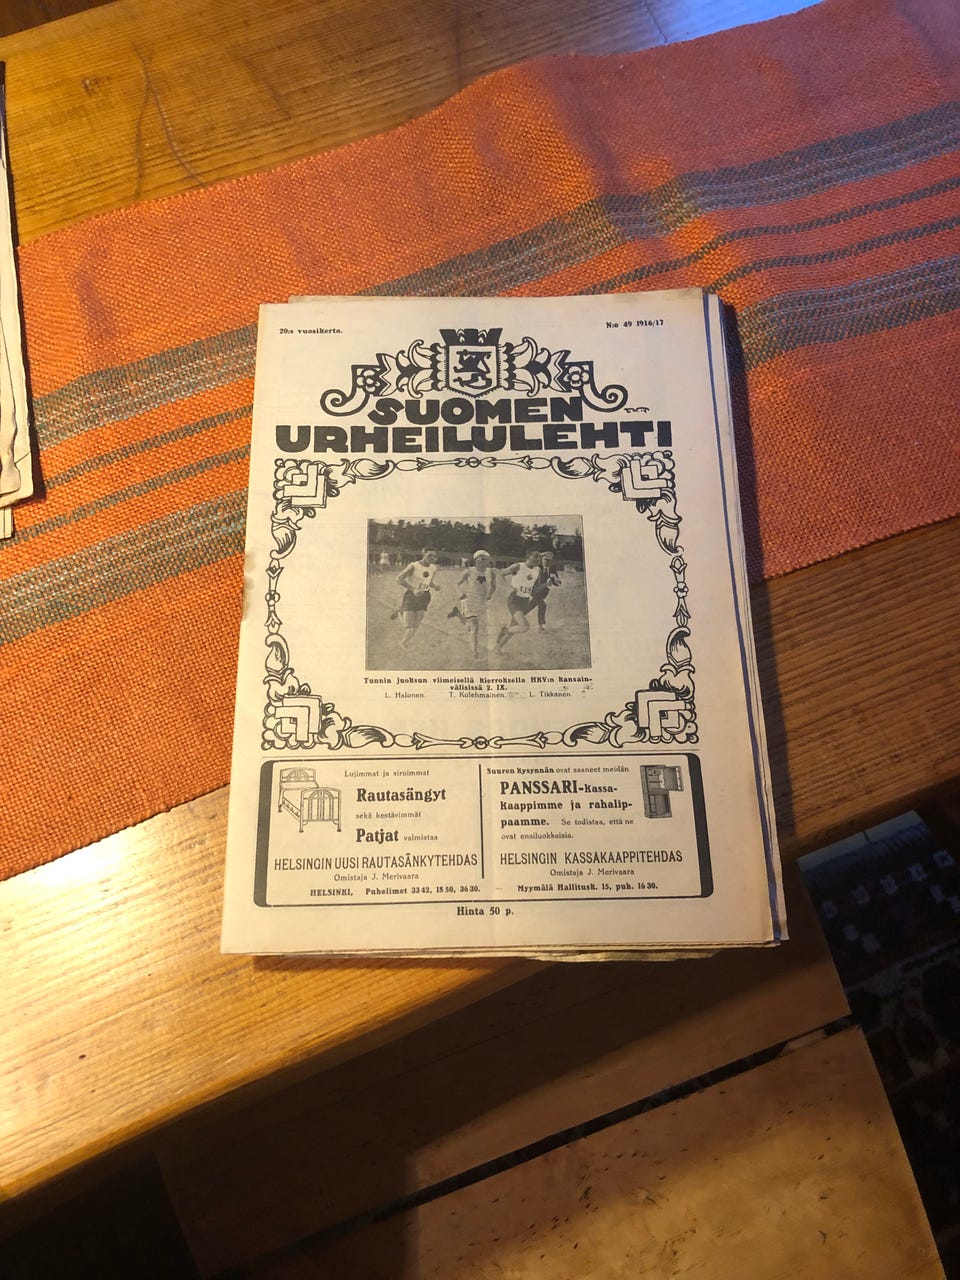 20:s vuosikerta.
N:o 49 1916/17
SUOMEN
URHEILULEHTI
Tunnin juoksun viimeisellä kierroksella HKV:n kansain-
välisissä 2. IX.
L. Halonen. T. Kolehmainen. L. Tikkanen.
Lujimmat ja siroimmat
Rautasängyt
sekä kestävimmät
Patjat valmistaa
HELSINGIN UUSI RAUTASÄNKYTEHDAS
Omistaja J. Merivaara
HELSINKI, Puhelimet 33 42, 18 50, 36 30.
Suuren kysynnän ovat saaneet meidän
PANSSARI-kassa-
kaappimme ja rahalip-
paamme. Se todistaa, että ne
ovat ensiluokkaisia.
HELSINGIN KASSAKAAPPITEHDAS
Omistaja J. Merivaara
Myymälä Hallitusk. 15, puh. 16 30.
Hinta 50 p.